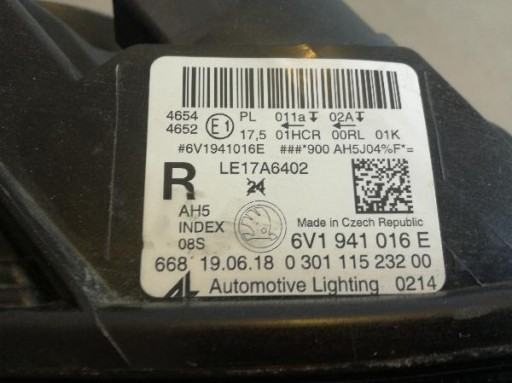 4654 PL 011a 02A
4652 E1 17,5 01HCR 00RL 01K
#6V1941016E ###*900 AH5J04%F*=
R LE17A6402
24
AH5
INDEX Made in Czech Republic
08S 6V1 941 016 E
668 19.06.18 0 301 115 232 00
AL Automotive Lighting 0214